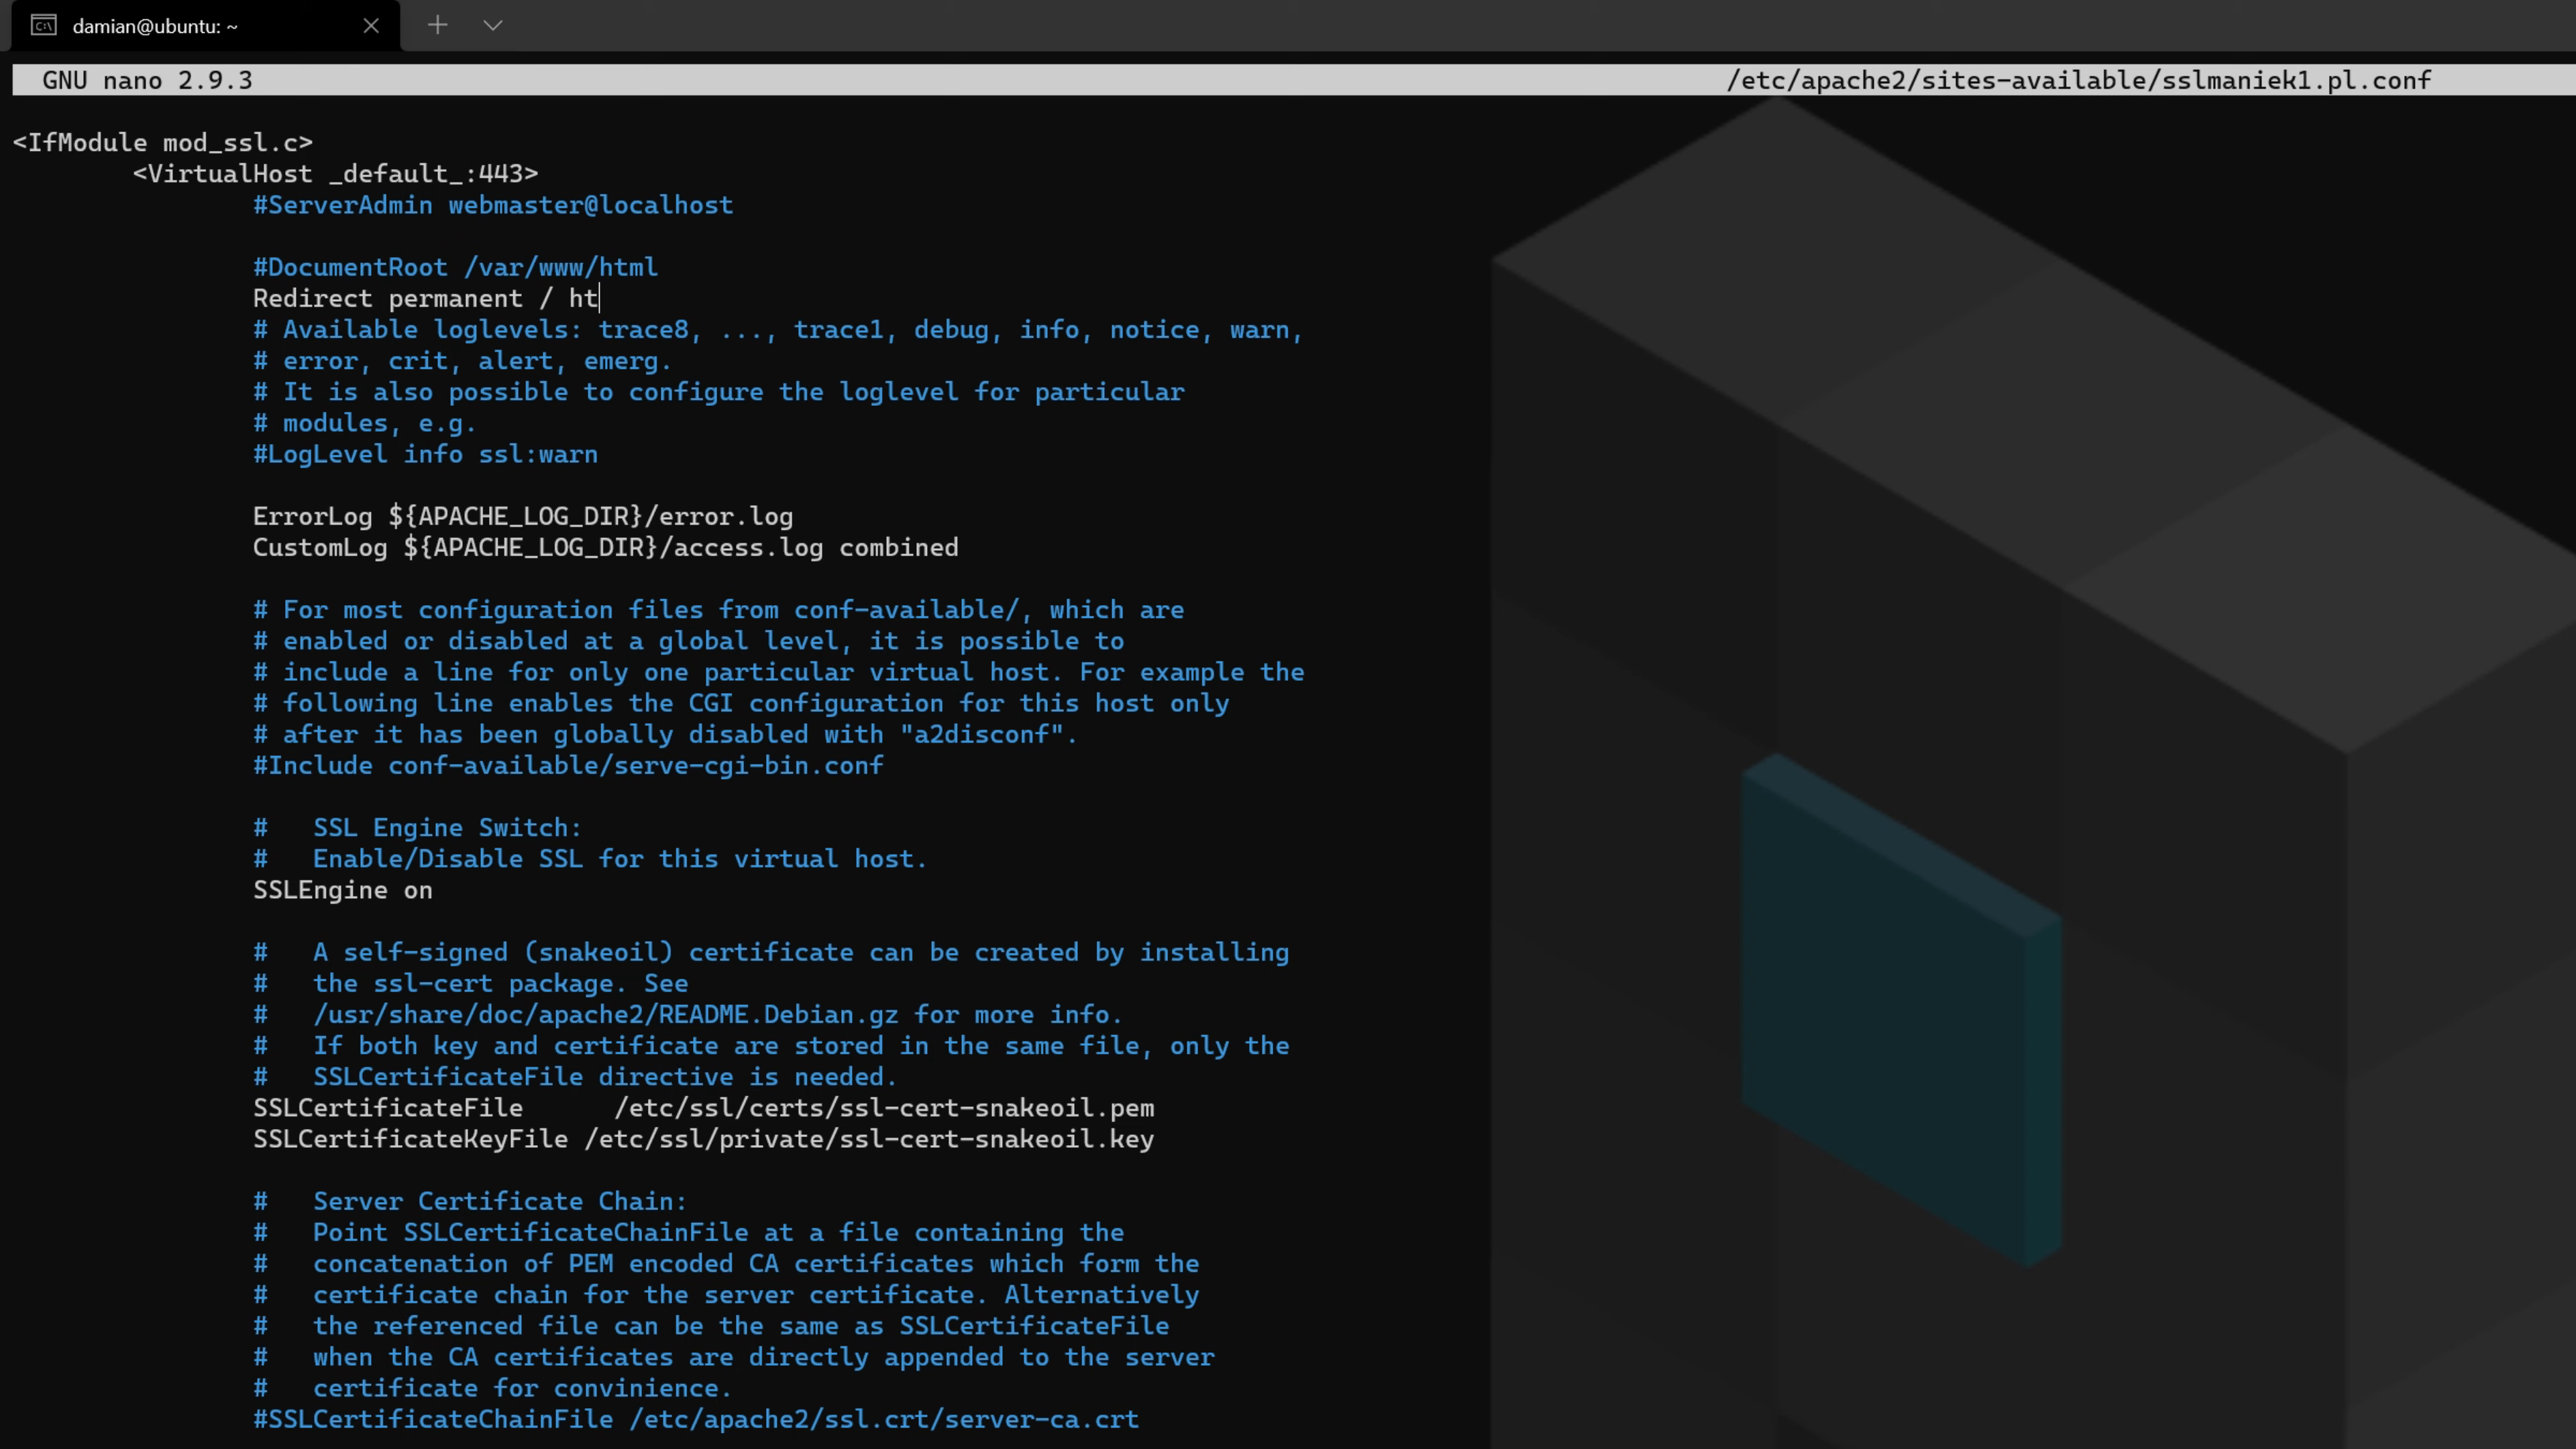 damian@ubuntu: ~
GNU nano 2.9.3
/etc/apache2/sites-available/sslmaniek1.pl.conf
<IfModule mod_ssl.c>
<VirtualHost _default_:443>
#ServerAdmin webmaster@localhost
#DocumentRoot /var/www/html
Redirect permanent / ht
# Available loglevels: trace8, ..., trace1, debug, info, notice, warn,
# error, crit, alert, emerg.
# It is also possible to configure the loglevel for particular
# modules, e.g.
#LogLevel info ssl:warn
ErrorLog ${APACHE_LOG_DIR}/error.log
CustomLog ${APACHE_LOG_DIR}/access.log combined
# For most configuration files from conf-available/, which are
# enabled or disabled at a global level, it is possible to
# include a line for only one particular virtual host. For example the
# following line enables the CGI configuration for this host only
# after it has been globally disabled with "a2disconf".
#Include conf-available/serve-cgi-bin.conf
#   SSL Engine Switch:
#   Enable/Disable SSL for this virtual host.
SSLEngine on
#   A self-signed (snakeoil) certificate can be created by installing
#   the ssl-cert package. See
#   /usr/share/doc/apache2/README.Debian.gz for more info.
#   If both key and certificate are stored in the same file, only the
#   SSLCertificateFile directive is needed.
SSLCertificateFile      /etc/ssl/certs/ssl-cert-snakeoil.pem
SSLCertificateKeyFile /etc/ssl/private/ssl-cert-snakeoil.key
#   Server Certificate Chain:
#   Point SSLCertificateChainFile at a file containing the
#   concatenation of PEM encoded CA certificates which form the
#   certificate chain for the server certificate. Alternatively
#   the referenced file can be the same as SSLCertificateFile
#   when the CA certificates are directly appended to the server
#   certificate for convinience.
#SSLCertificateChainFile /etc/apache2/ssl.crt/server-ca.crt